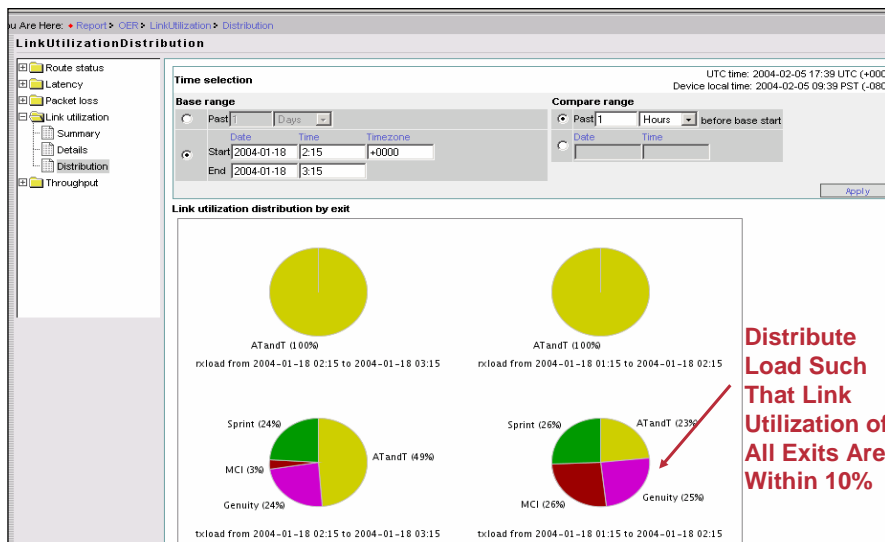 u Are Here: • Report > OER > LinkUtilization > Distribution
LinkUtilizationDistribution
Route status
Latency
Packet loss
Link utilization
Summary
Details
Distribution
Throughput
Time selection
UTC time: 2004-02-05 17:39 UTC (+000
Device local time: 2004-02-05 09:39 PST (-080
Base range
Compare range
Past 1 Days
Past 1 Hours before base start
Date Time Timezone
Date Time
Start 2004-01-18 2:15 +0000
End 2004-01-18 3:15
Apply
Link utilization distribution by exit
ATandT (100%)
ATandT (100%)
rxload from 2004-01-18 02:15 to 2004-01-18 03:15
rxload from 2004-01-18 01:15 to 2004-01-18 02:15
Distribute
Load Such
That Link
Utilization of
All Exits Are
Within 10%
Sprint (24%)
ATandT (49%)
MCI (3%)
Genuity (24%)
Sprint (26%)
ATandT (23%)
MCI (26%)
Genuity (25%)
txload from 2004-01-18 02:15 to 2004-01-18 03:15
txload from 2004-01-18 01:15 to 2004-01-18 02:15